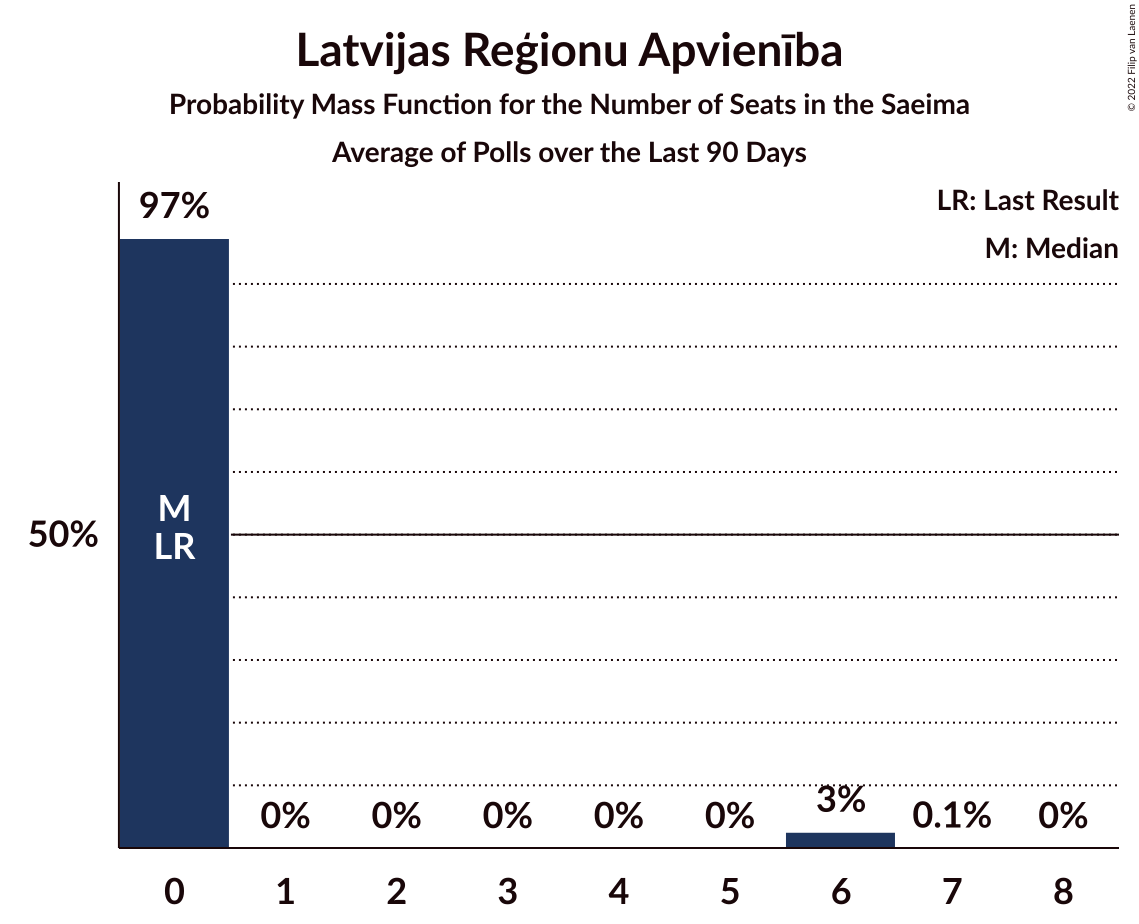 Latvijas Reģionu Apvienība
Probability Mass Function for the Number of Seats in the Saeima
Average of Polls over the Last 90 Days
© 2022 Filip van Laenen
LR: Last Result
M: Median
97%
M
LR
50%
0% 0% 0% 0% 0% 3% 0.1% 0%
0 1 2 3 4 5 6 7 8